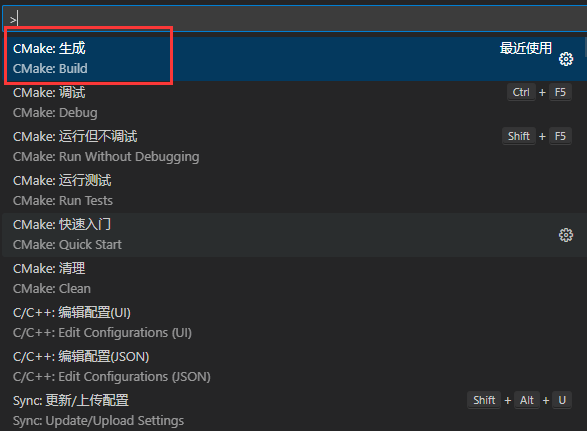 >
CMake: 生成 最近使用
CMake: Build
CMake: 调试 Ctrl + F5
CMake: Debug
CMake: 运行但不调试 Shift + F5
CMake: Run Without Debugging
CMake: 运行测试
CMake: Run Tests
CMake: 快速入门
CMake: Quick Start
CMake: 清理
CMake: Clean
C/C++: 编辑配置(UI)
C/C++: Edit Configurations (UI)
C/C++: 编辑配置(JSON)
C/C++: Edit Configurations (JSON)
Sync: 更新/上传配置 Shift + Alt + U
Sync: Update/Upload Settings